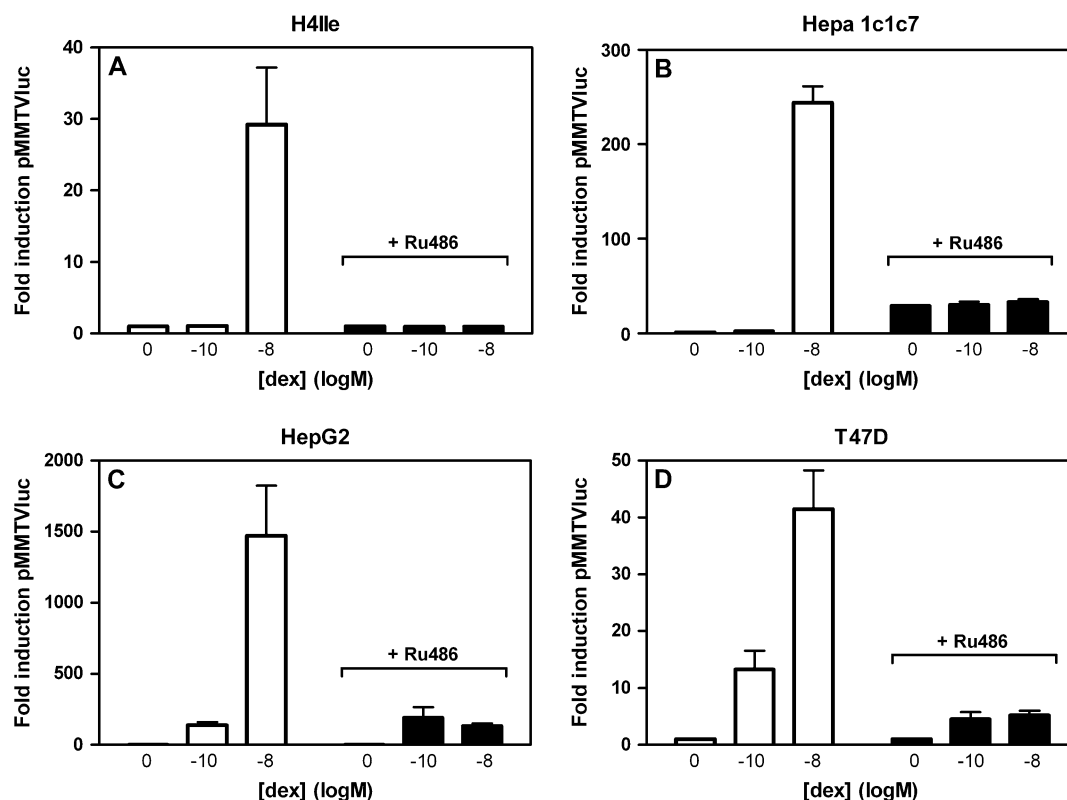 H4IIe
A
Fold induction pMMTVluc
40
30
20
10
0
+ Ru486
0 -10 -8 0 -10 -8
[dex] (logM)
Hepa 1c1c7
B
Fold induction pMMTVluc
300
200
100
0
+ Ru486
0 -10 -8 0 -10 -8
[dex] (logM)
HepG2
C
Fold induction pMMTVluc
2000
1500
1000
500
0
+ Ru486
0 -10 -8 0 -10 -8
[dex] (logM)
T47D
D
Fold induction pMMTVluc
50
40
30
20
10
0
+ Ru486
0 -10 -8 0 -10 -8
[dex] (logM)